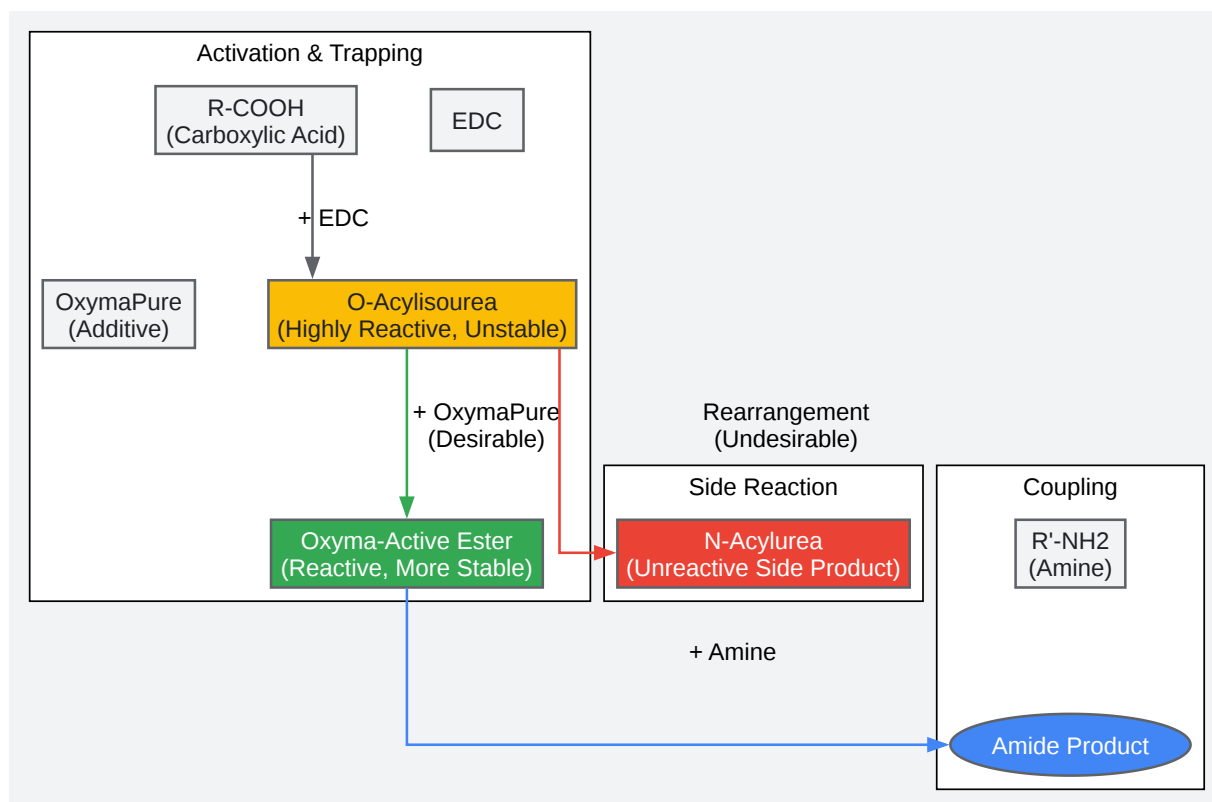 Activation & Trapping
R-COOH
(Carboxylic Acid)
EDC
+ EDC
OxymaPure
(Additive)
O-Acylisourea
(Highly Reactive, Unstable)
+ OxymaPure
(Desirable)
Rearrangement
(Undesirable)
Side Reaction
Coupling
Oxyma-Active Ester
(Reactive, More Stable)
N-Acylurea
(Unreactive Side Product)
R'-NH2
(Amine)
+ Amine
Amide Product